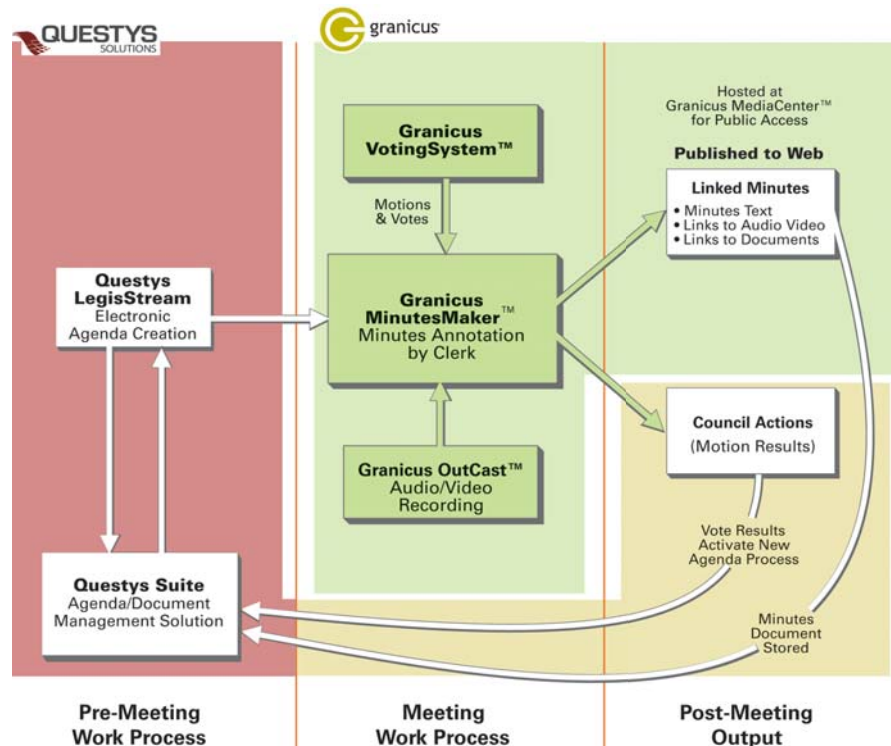 QUESTYS
SOLUTIONS
granicus®
Questys
LegisStream
Electronic
Agenda Creation
Questys Suite
Agenda/Document
Management Solution
Granicus
VotingSystem™
Motions
& Votes
Granicus
MinutesMaker™
Minutes Annotation
by Clerk
Granicus OutCast™
Audio/Video
Recording
Hosted at
Granicus MediaCenter™
for Public Access
Published to Web
Linked Minutes
• Minutes Text
• Links to Audio Video
• Links to Documents
Council Actions
(Motion Results)
Vote Results
Activate New
Agenda Process
Minutes
Document
Stored
Pre-Meeting
Work Process
Meeting
Work Process
Post-Meeting
Output